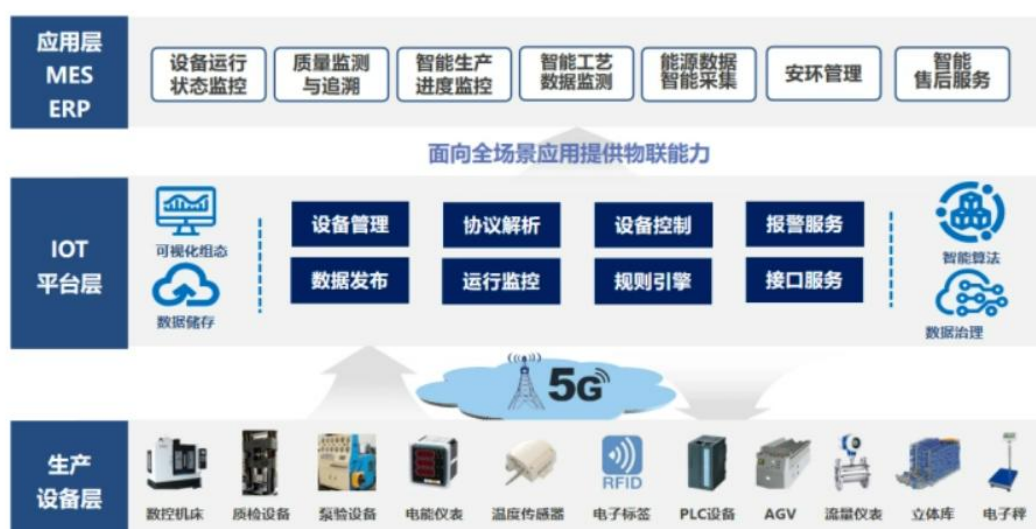 应用层
MES
ERP
设备运行
状态监控
质量监测
与追溯
智能生产
进度监控
智能工艺
数据监测
能源数据
智能采集
安环管理
智能
售后服务
面向全场景应用提供物联能力
IOT
平台层
可视化组态
数据储存
设备管理
协议解析
设备控制
报警服务
数据发布
运行监控
规则引擎
接口服务
智能算法
数据治理
5G
生产
设备层
RFID
数控机床
质检设备
泵验设备
电能仪表
温度传感器
电子标签
PLC设备
AGV
流量仪表
立体库
电子秤